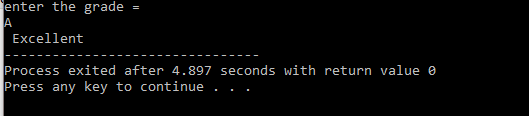 enter the grade =
A
Excellent
--------------------------------
Process exited after 4.897 seconds with return value 0
Press any key to continue . . .